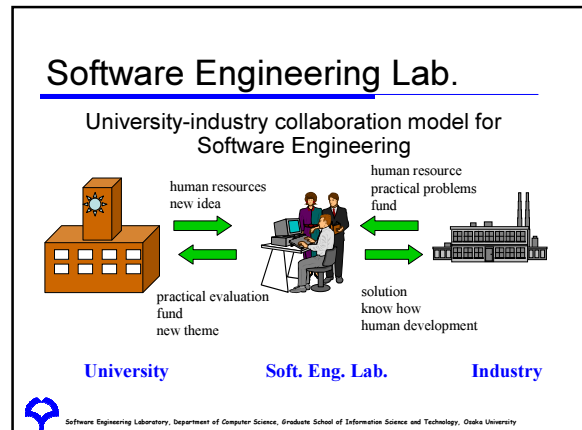 Software Engineering Lab.
University-industry collaboration model for
Software Engineering
human resources
new idea
human resource
practical problems
fund
practical evaluation
fund
new theme
solution
know how
human development
University
Soft. Eng. Lab.
Industry
Software Engineering Laboratory, Department of Computer Science, Graduate School of Information Science and Technology, Osaka University